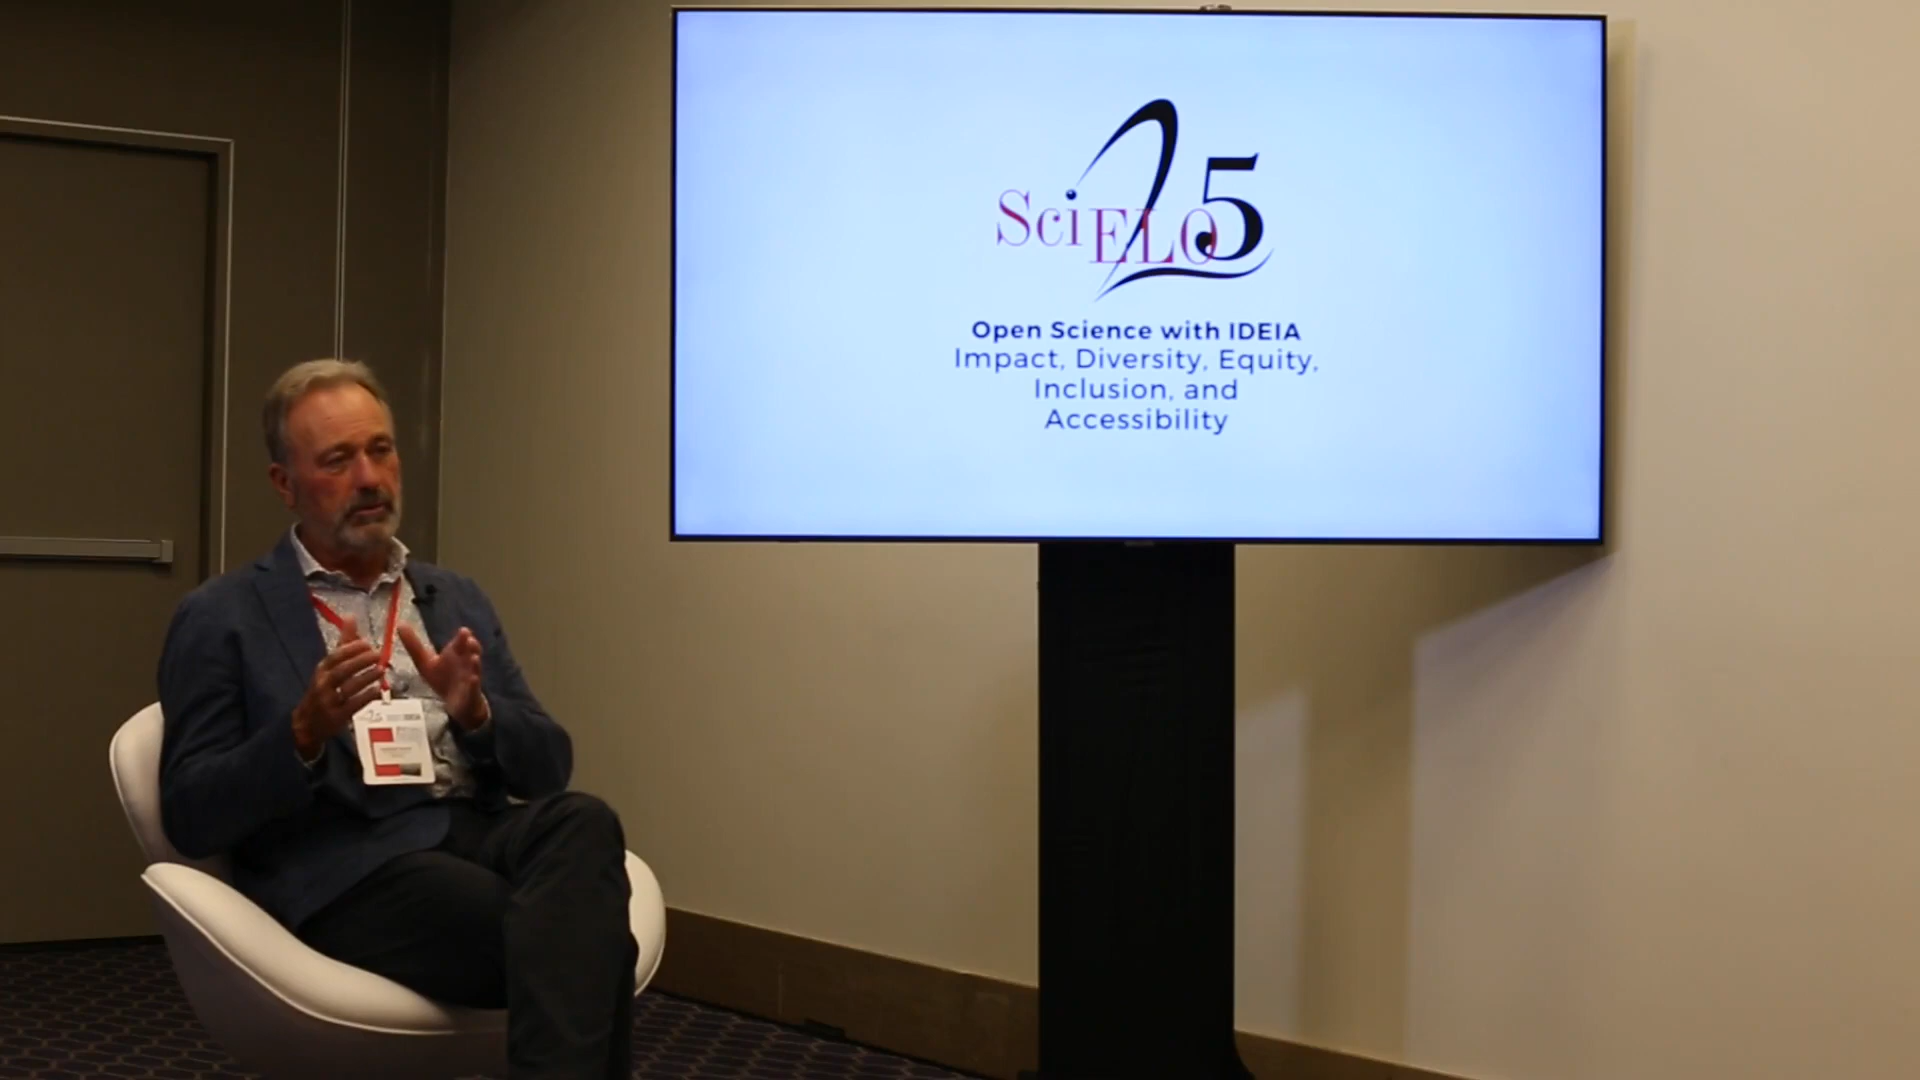 SciELO 25
Open Science with IDEIA
Impact, Diversity, Equity,
Inclusion, and
Accessibility